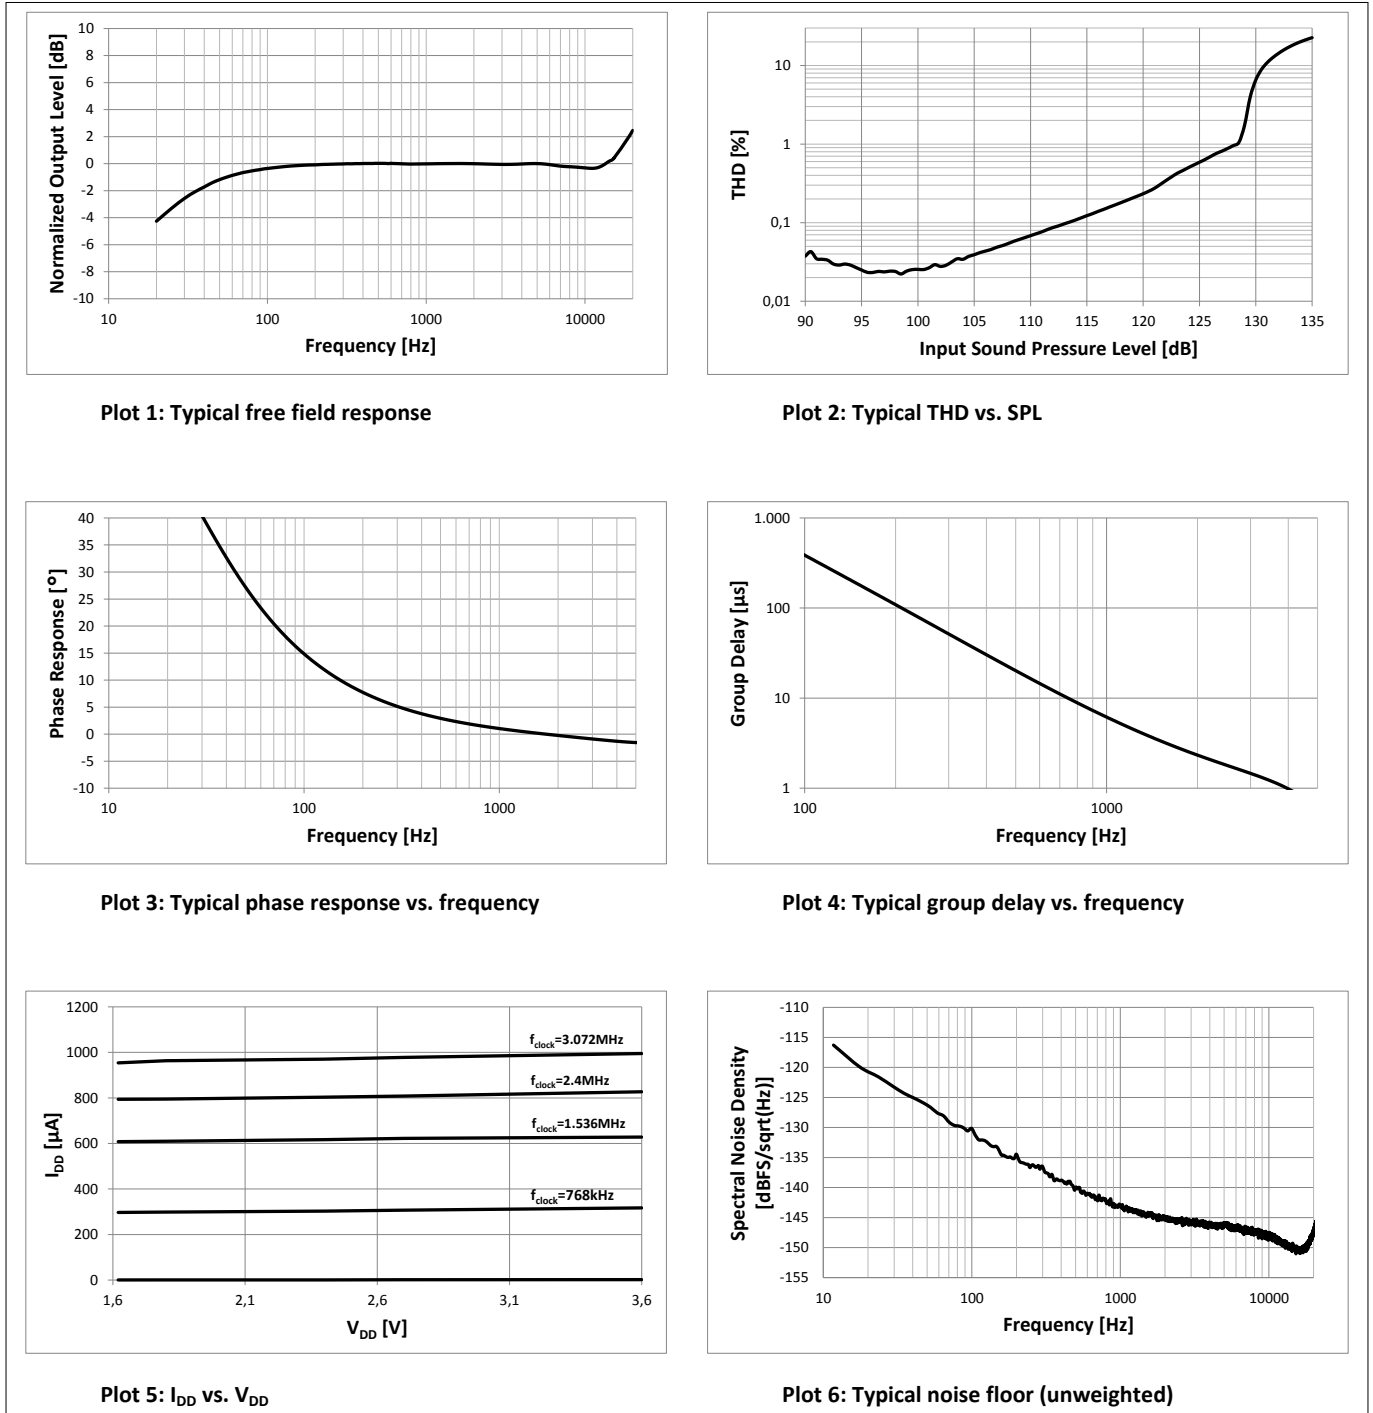 10
8
6
4
2
0
-2
-4
-6
-8
-10
Normalized Output Level [dB]
10 100 1000 10000
Frequency [Hz]
Plot 1: Typical free field response
10
1
0,1
0,01
THD [%]
90 95 100 105 110 115 120 125 130 135
Input Sound Pressure Level [dB]
Plot 2: Typical THD vs. SPL
40
35
30
25
20
15
10
5
0
-5
-10
Phase Response [°]
10 100 1000
Frequency [Hz]
Plot 3: Typical phase response vs. frequency
1.000
100
10
1
Group Delay [µs]
100 1000
Frequency [Hz]
Plot 4: Typical group delay vs. frequency
1200
1000
800
600
400
200
0
IDD [µA]
fclock=3.072MHz
fclock=2.4MHz
fclock=1.536MHz
fclock=768kHz
1,6 2,1 2,6 3,1 3,6
VDD [V]
Plot 5: IDD vs. VDD
-110
-115
-120
-125
-130
-135
-140
-145
-150
-155
Spectral Noise Density
[dBFS/sqrt(Hz)]
10 100 1000 10000
Frequency [Hz]
Plot 6: Typical noise floor (unweighted)